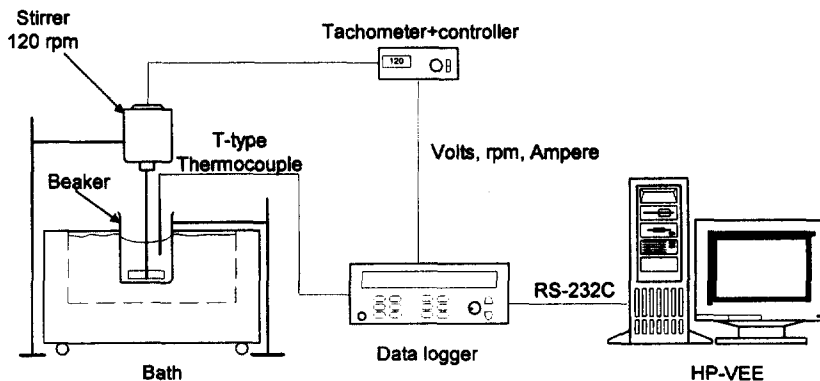 Stirrer
120 rpm
Tachometer+controller
120
T-type
Thermocouple
Volts, rpm, Ampere
Beaker
RS-232C
Bath
Data logger
HP-VEE